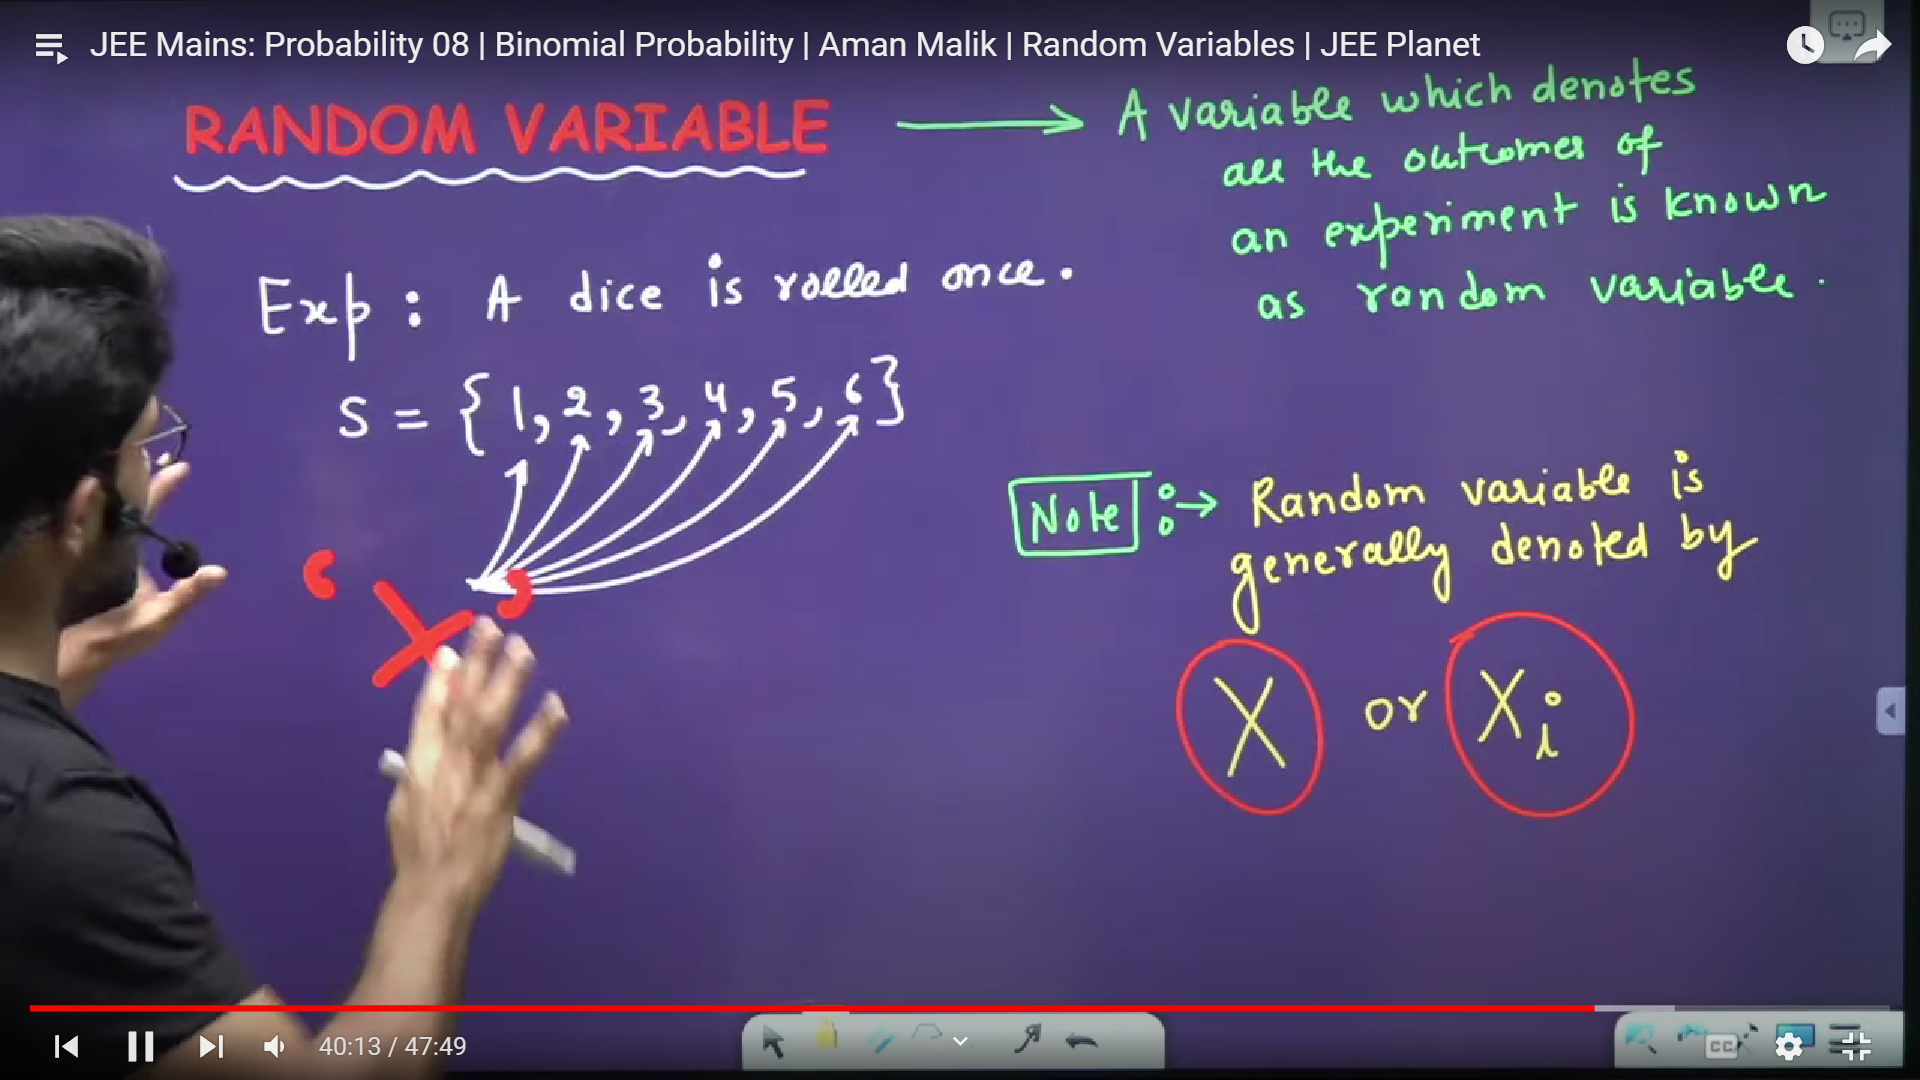 JEE Mains: Probability 08 | Binomial Probability | Aman Malik | Random Variables | JEE Planet
RANDOM VARIABLE → A variable which denotes
all the outcomes of
an experiment is known
as random variable.
Exp : A dice is rolled once.
S = {1, 2, 3, 4, 5, 6}
‘X’
Note :→ Random variable is
generally denoted by
X or Xi
40:13 / 47:49
CC